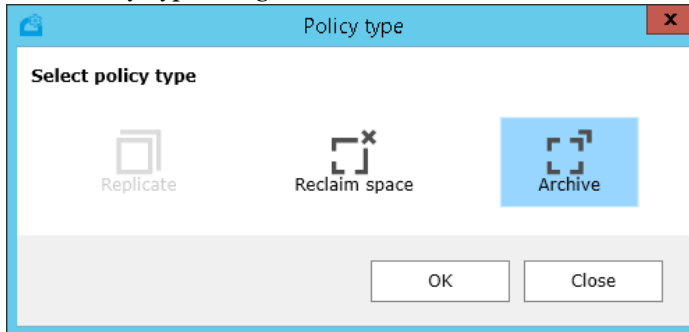 Policy type
x
Select policy type
Replicate
Reclaim space
Archive
OK
Close